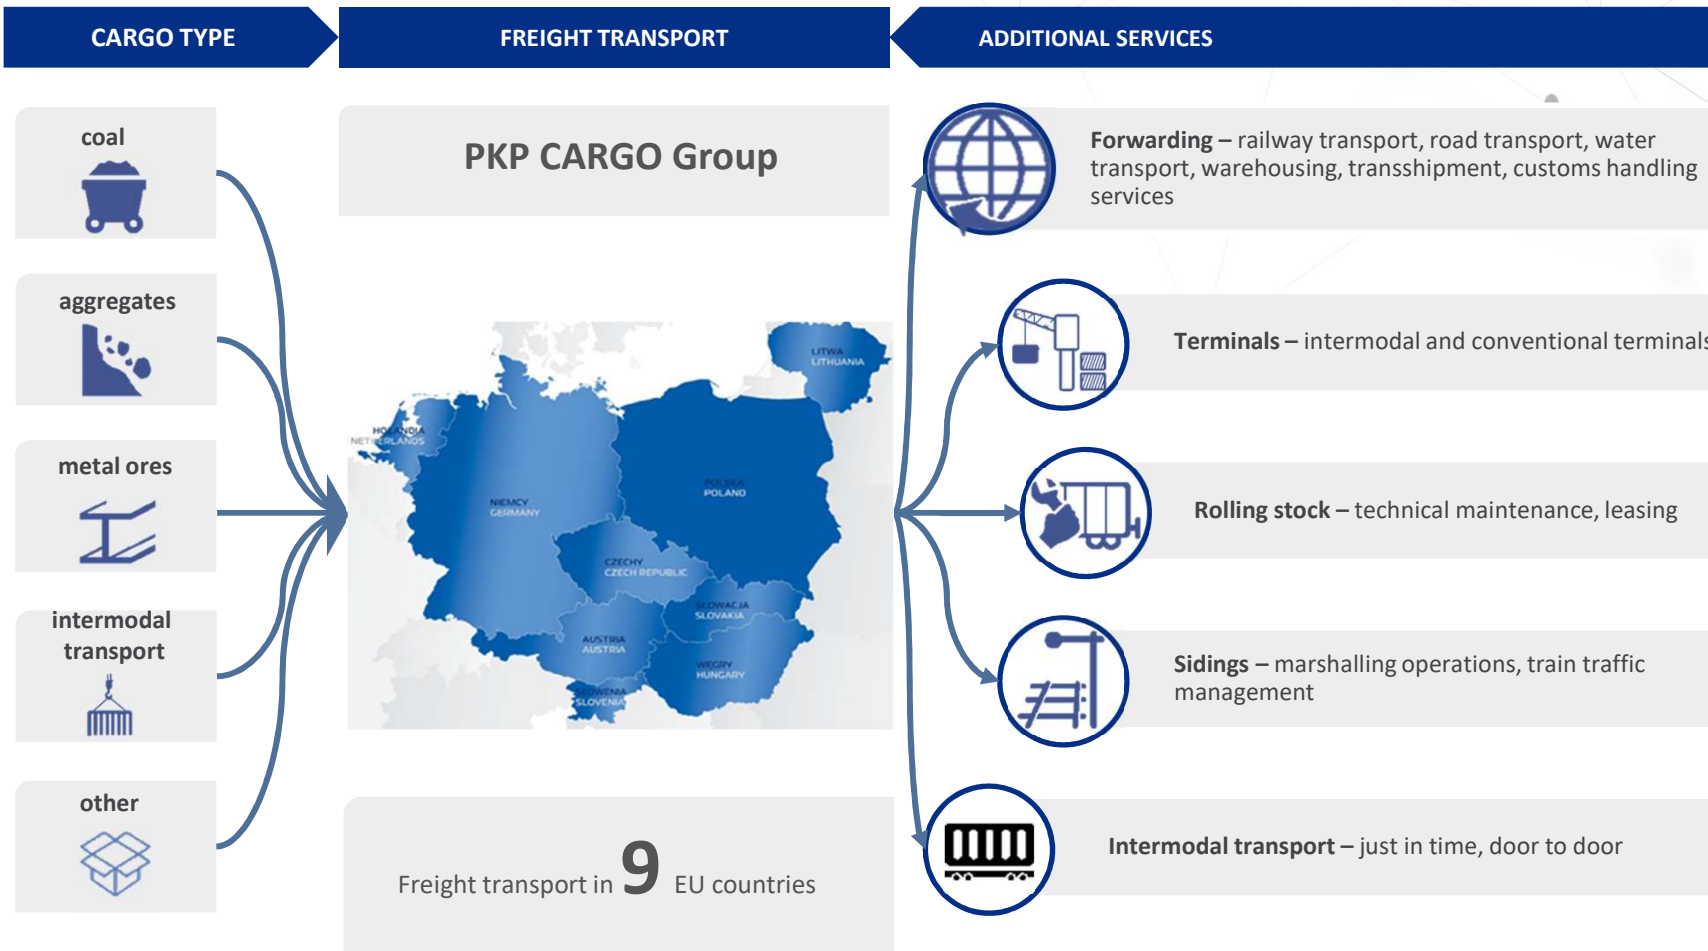 CARGO TYPE
FREIGHT TRANSPORT
ADDITIONAL SERVICES
coal
aggregates
metal ores
intermodal
transport
other
PKP CARGO Group
LITWA
LITHUANIA
HOLANDIA
NETHERLANDS
NIEMCY
GERMANY
POLSKA
POLAND
CZECHY
CZECH REPUBLIC
SŁOWACJA
SLOVAKIA
AUSTRIA
AUSTRIA
WĘGRY
HUNGARY
SŁOWENIA
SLOVENIA
Freight transport in 9 EU countries
Forwarding – railway transport, road transport, water
transport, warehousing, transshipment, customs handling
services
Terminals – intermodal and conventional terminals
Rolling stock – technical maintenance, leasing
Sidings – marshalling operations, train traffic
management
Intermodal transport – just in time, door to door